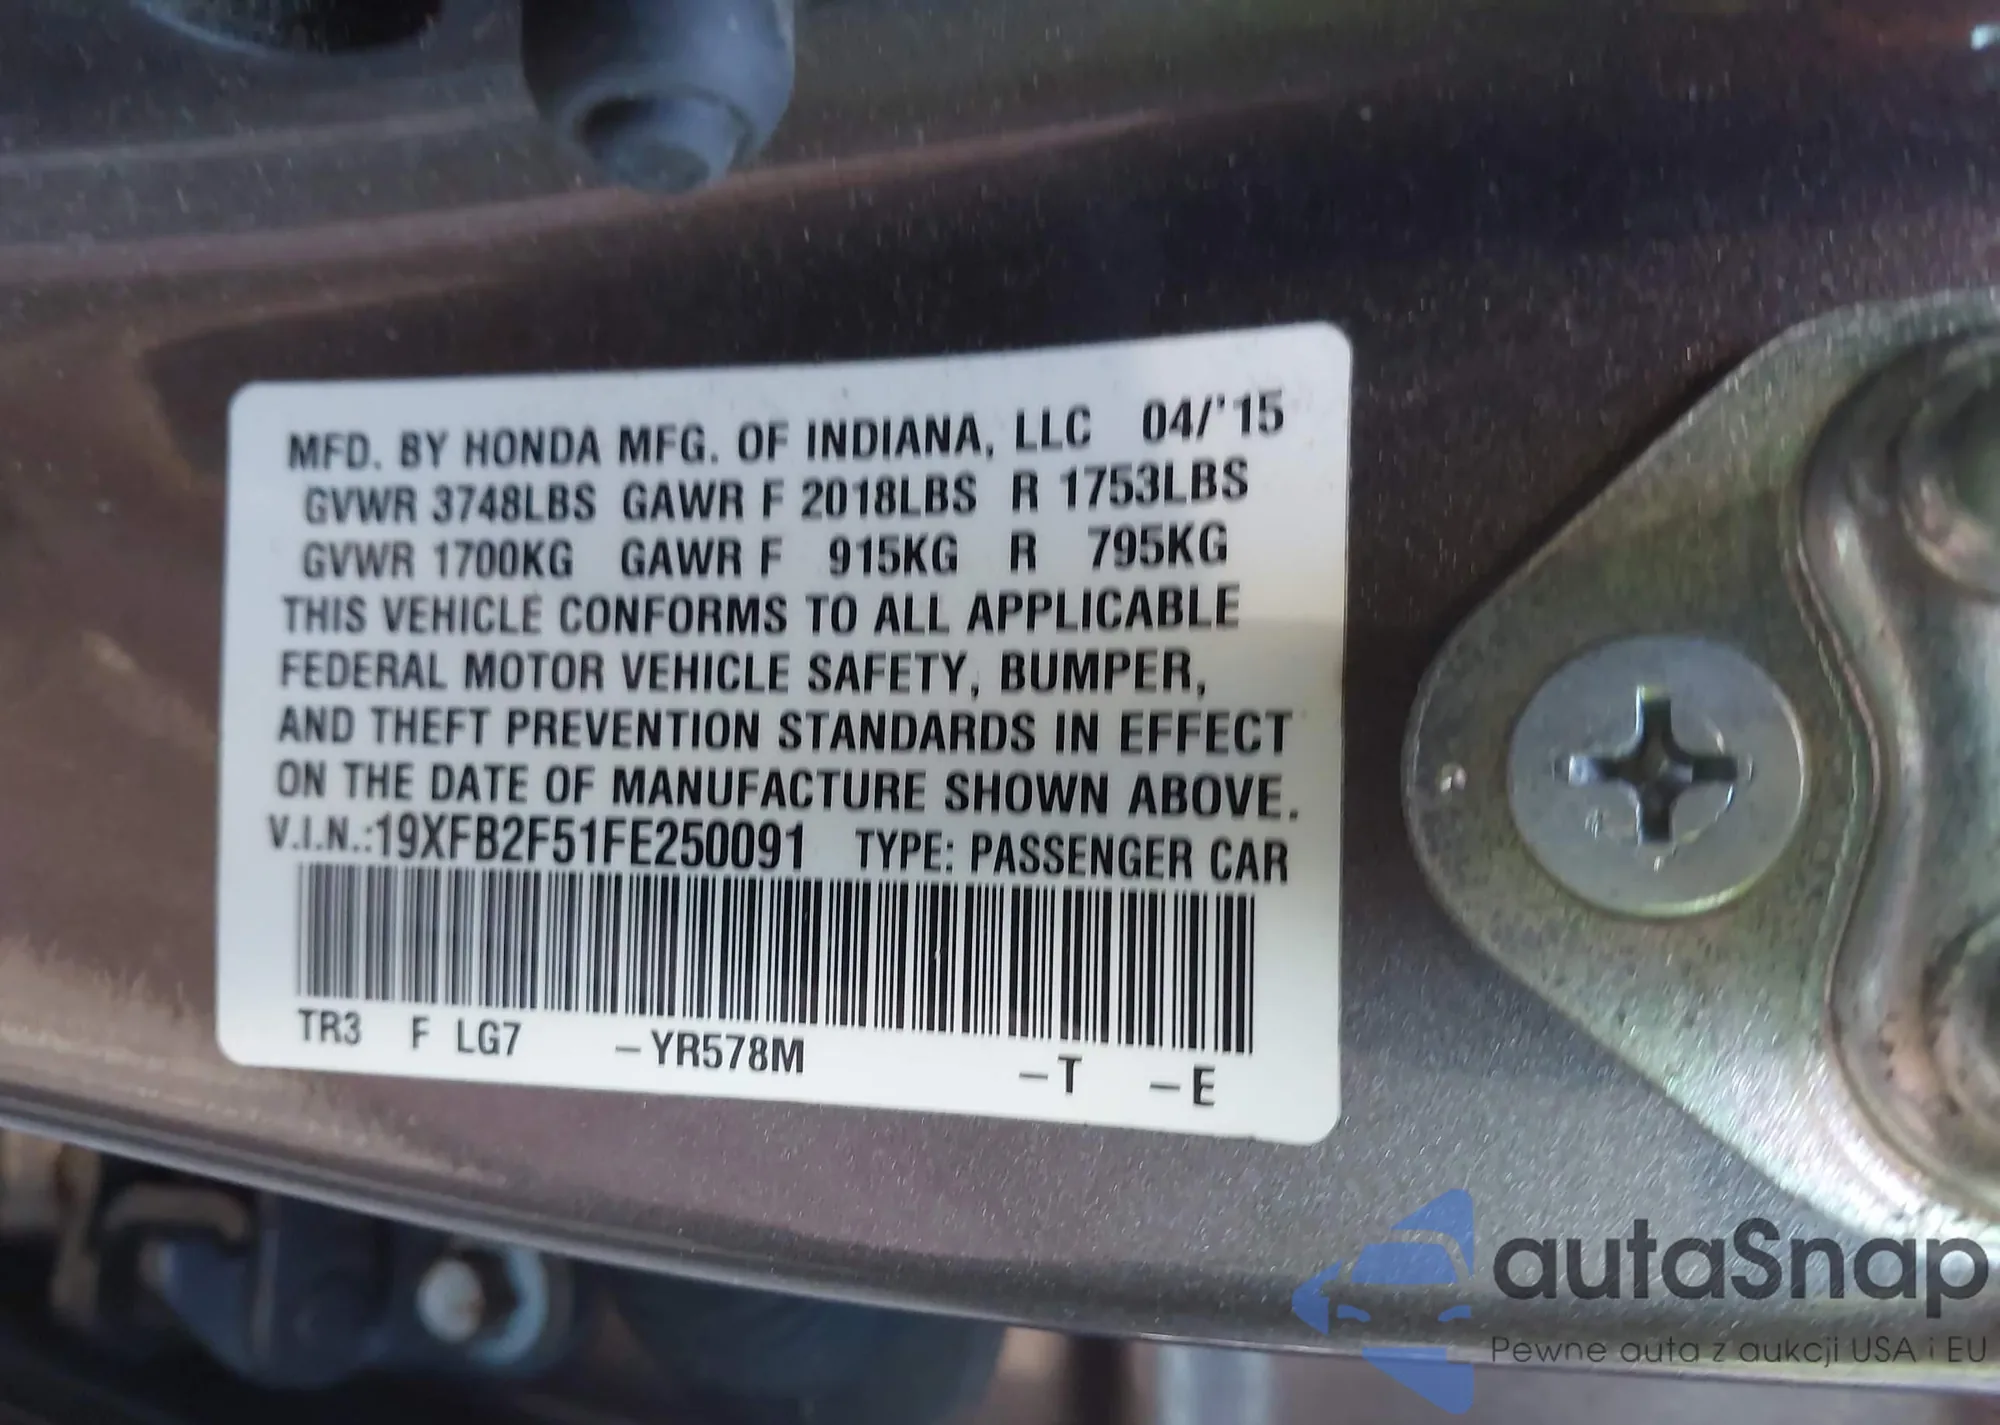 MFD. BY HONDA MFG. OF INDIANA, LLC 04/'15
GVWR 3748LBS GAWR F 2018LBS R 1753LBS
GVWR 1700KG GAWR F 915KG R 795KG
THIS VEHICLE CONFORMS TO ALL APPLICABLE
FEDERAL MOTOR VEHICLE SAFETY, BUMPER,
AND THEFT PREVENTION STANDARDS IN EFFECT
ON THE DATE OF MANUFACTURE SHOWN ABOVE.
V.I.N.:19XFB2F51FE250091 TYPE: PASSENGER CAR
TR3 F LG7 –YR578M –T –E
autaSnap
Pewne auta z aukcji USA i EU